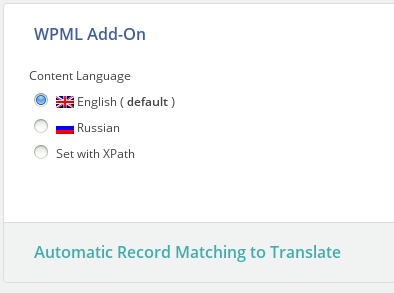 WPML Add-On
Content Language
English ( default )
Russian
Set with XPath
Automatic Record Matching to Translate